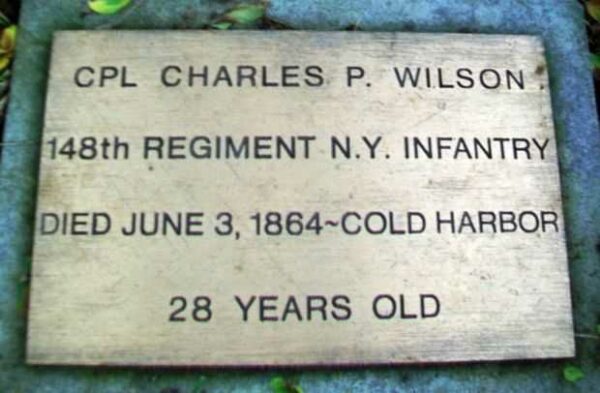 CPL CHARLES P. WILSON
148th REGIMENT N.Y. INFANTRY
DIED JUNE 3, 1864~COLD HARBOR
28 YEARS OLD